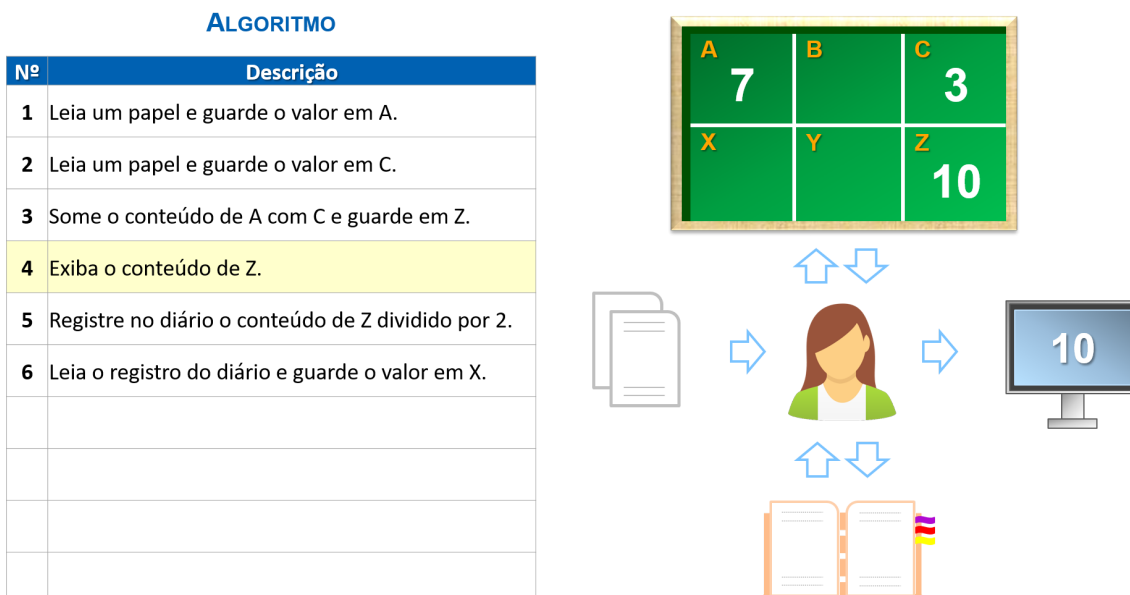 ALGORITMO
Nº Descrição
1 Leia um papel e guarde o valor em A.
2 Leia um papel e guarde o valor em C.
3 Some o conteúdo de A com C e guarde em Z.
4 Exiba o conteúdo de Z.
5 Registre no diário o conteúdo de Z dividido por 2.
6 Leia o registro do diário e guarde o valor em X.
A B C
7 3
X Y Z
10
10